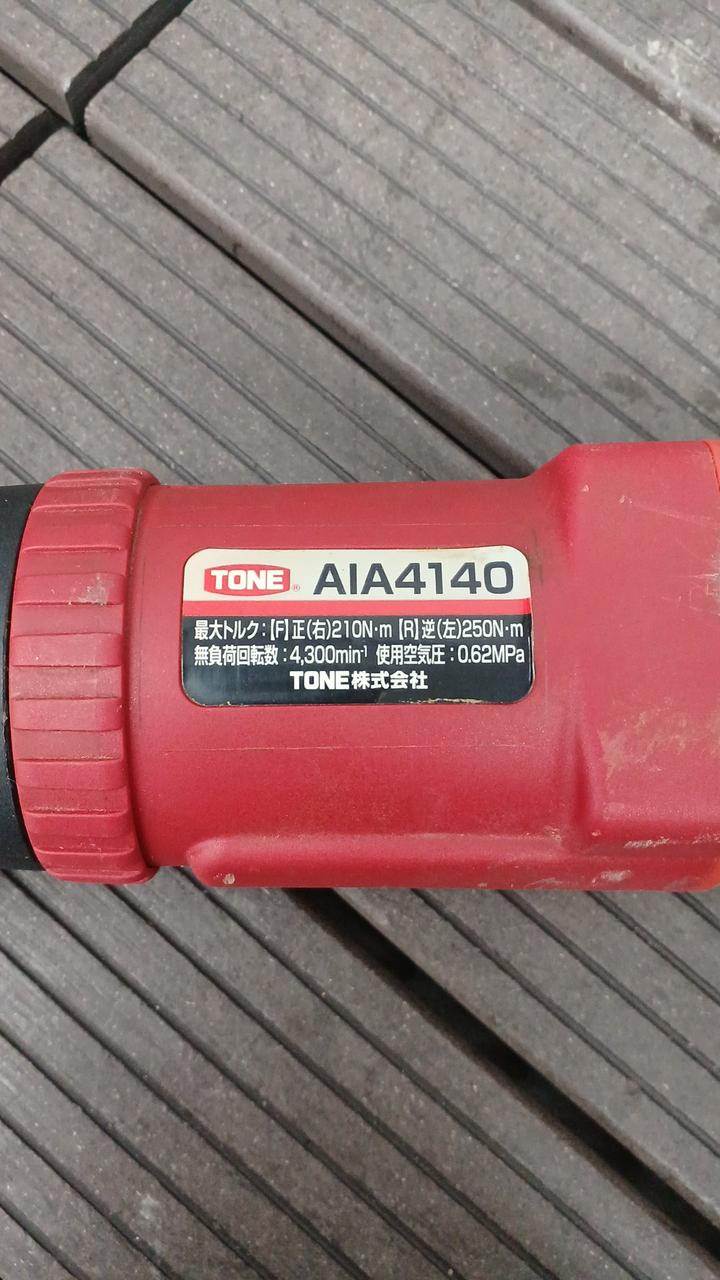 TONE® AIA4140
最大トルク:【F】正(右)210N·m【R】逆(左)250N·m
無負荷回転数:4,300min⁻¹ 使用空気圧:0.62MPa
TONE株式会社